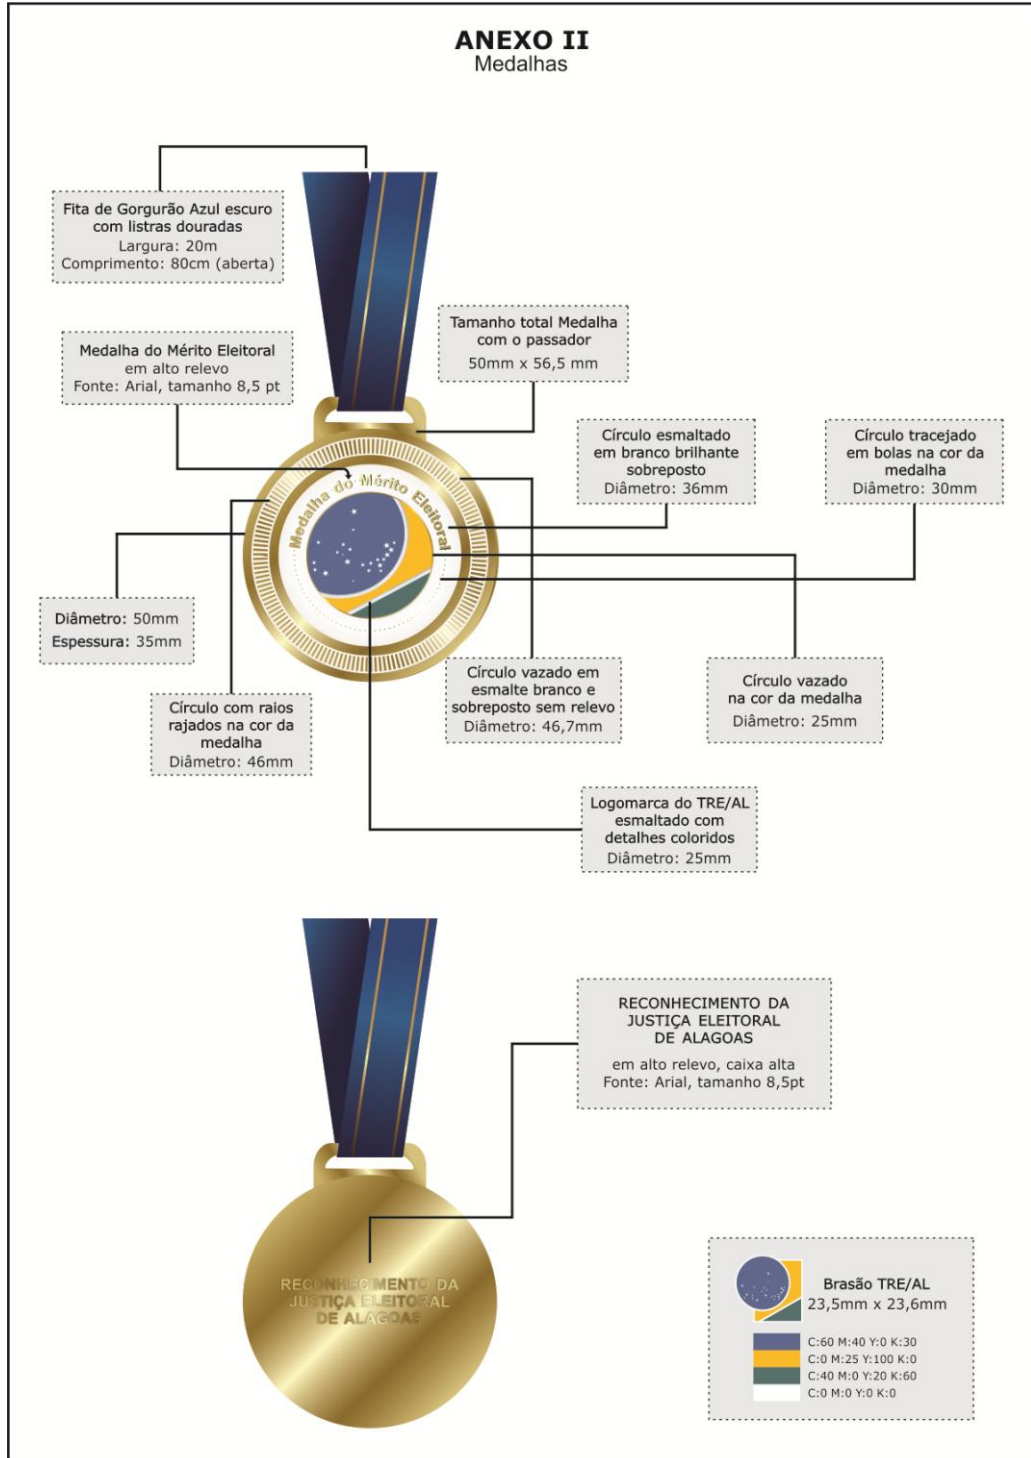 ANEXO II
Medalhas
Fita de Gorgurão Azul escuro
com listras douradas
Largura: 20m
Comprimento: 80cm (aberta)
Medalha do Mérito Eleitoral
em alto relevo
Fonte: Arial, tamanho 8,5 pt
Tamanho total Medalha
com o passador
50mm x 56,5 mm
Círculo esmaltado
em branco brilhante
sobreposto
Diâmetro: 36mm
Círculo tracejado
em bolas na cor da
medalha
Diâmetro: 30mm
Medalha do Mérito Eleitoral
Diâmetro: 50mm
Espessura: 35mm
Círculo com raios
rajados na cor da
medalha
Diâmetro: 46mm
Círculo vazado em
esmalte branco e
sobreposto sem relevo
Diâmetro: 46,7mm
Círculo vazado
na cor da medalha
Diâmetro: 25mm
Logomarca do TRE/AL
esmaltado com
detalhes coloridos
Diâmetro: 25mm
RECONHECIMENTO DA
JUSTIÇA ELEITORAL
DE ALAGOAS
em alto relevo, caixa alta
Fonte: Arial, tamanho 8,5pt
RECONHECIMENTO DA
JUSTIÇA ELEITORAL
DE ALAGOAS
Brasão TRE/AL
23,5mm x 23,6mm
C:60 M:40 Y:0 K:30
C:0 M:25 Y:100 K:0
C:40 M:0 Y:20 K:60
C:0 M:0 Y:0 K:0